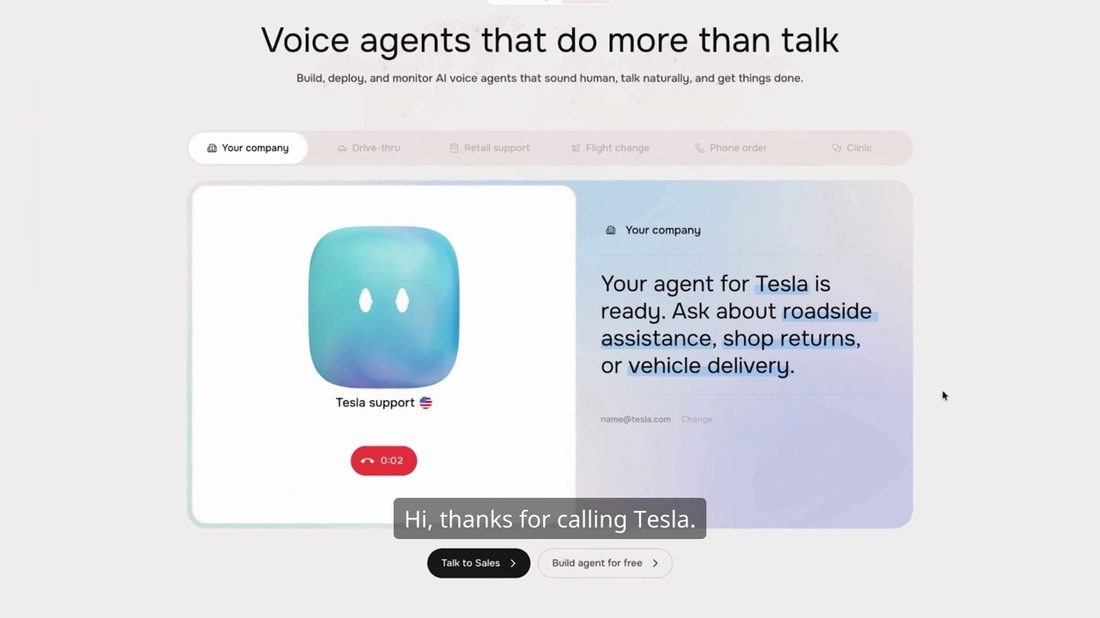 Voice agents that do more than talk
Build, deploy, and monitor AI voice agents that sound human, talk naturally, and get things done.
Your company
Drive-thru
Retail support
Flight change
Phone order
Clinic
Tesla support
0:02
Your company
Your agent for Tesla is
ready. Ask about roadside
assistance, shop returns,
or vehicle delivery.
name@tesla.com Change
Hi, thanks for calling Tesla.
Talk to Sales
Build agent for free